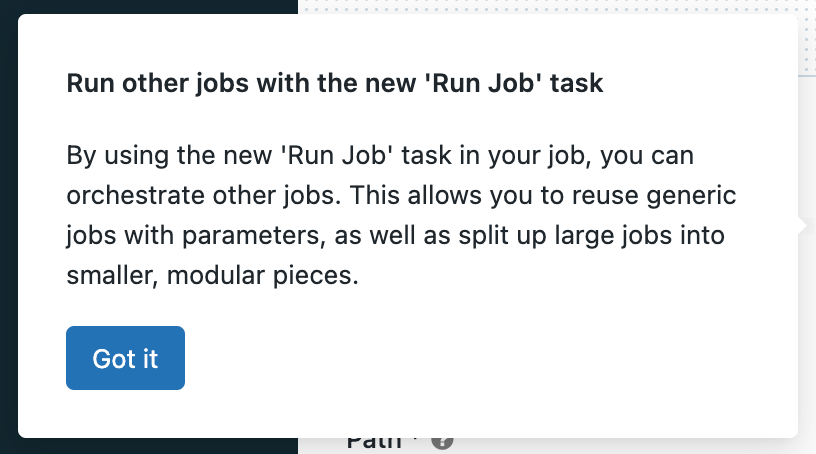 Run other jobs with the new 'Run Job' task
By using the new 'Run Job' task in your job, you can
orchestrate other jobs. This allows you to reuse generic
jobs with parameters, as well as split up large jobs into
smaller, modular pieces.
Got it
Path * ?